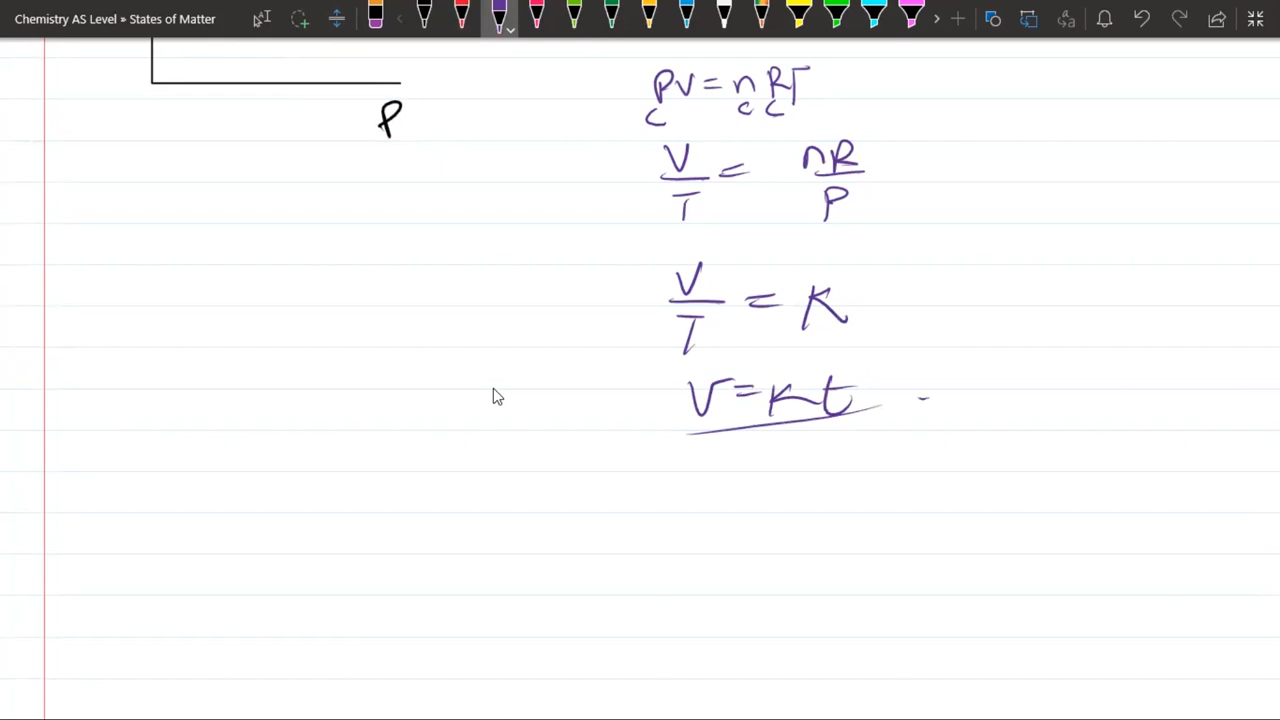 Chemistry AS Level » States of Matter
P
PV = nRT
C C C
V/T = nR/P
V/T = K
V = Kt -